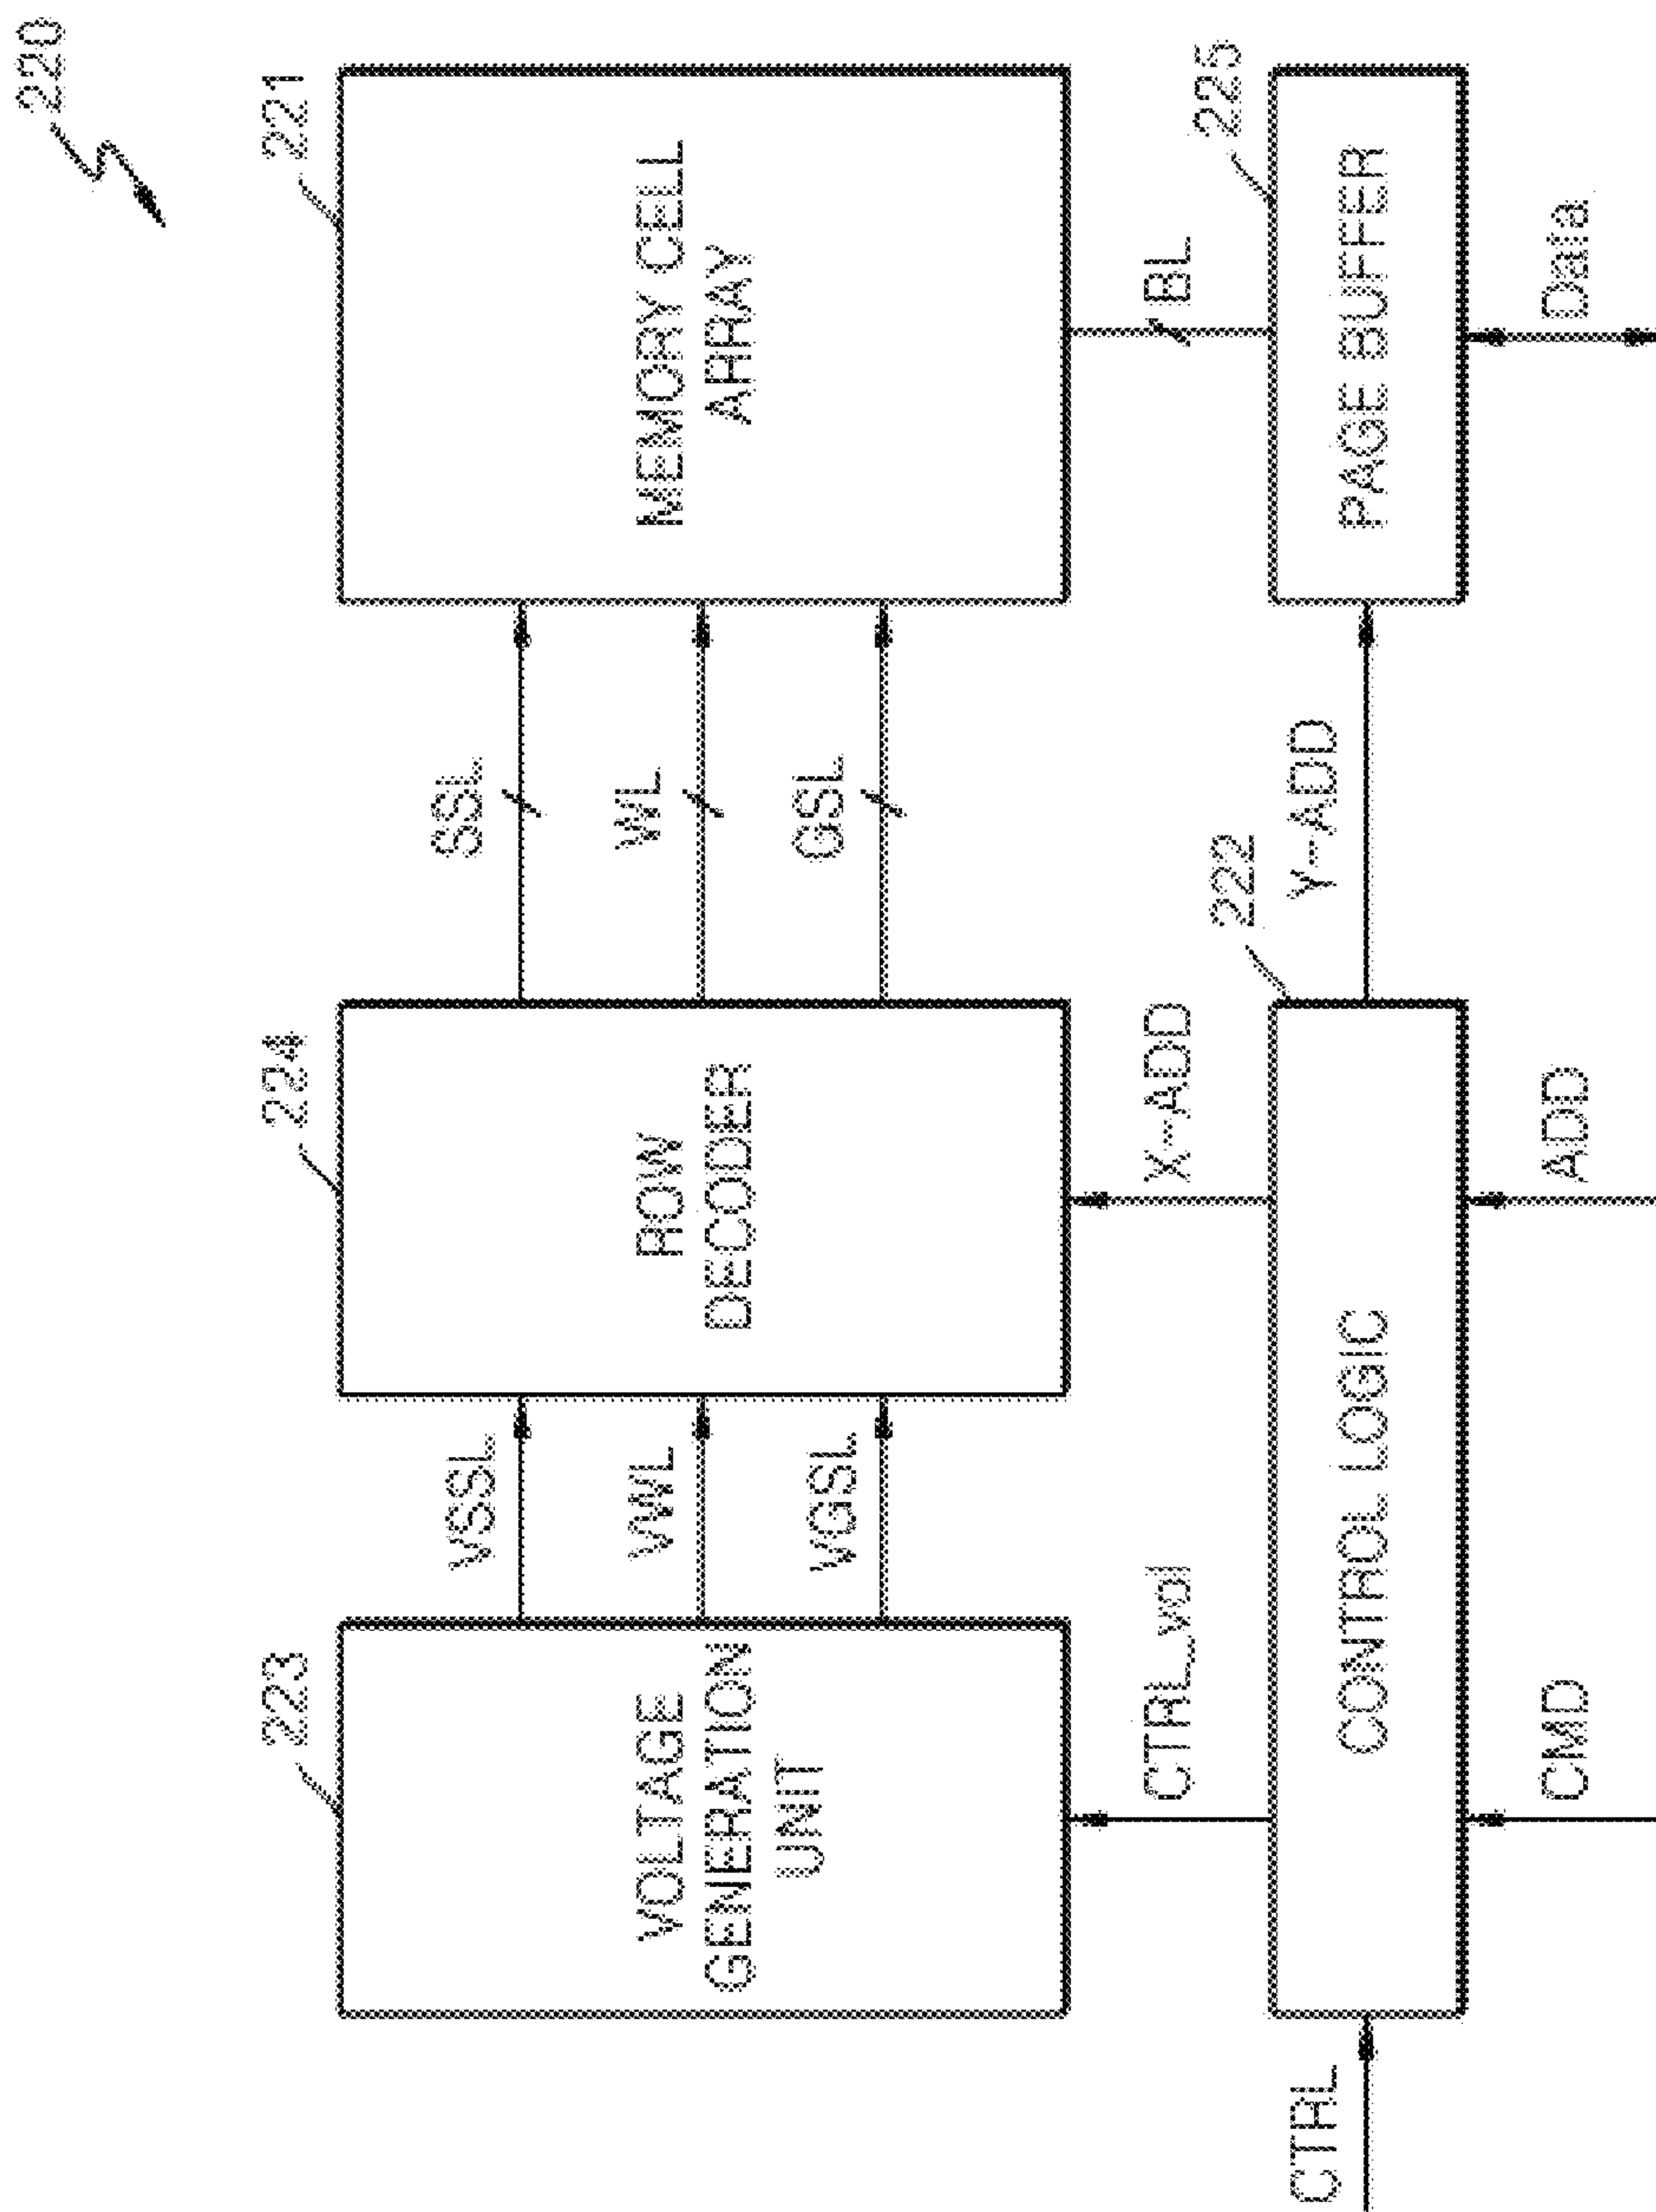 220
223
224
221
VOLTAGE
GENERATION
UNIT
VSSL
VWL
VGSL
ROW
DECODER
SSL
WL
GSL
MEMORY CELL
ARRAY
CTRL_vol
X-ADD
BL
222
225
CTRL
CONTROL LOGIC
Y-ADD
PAGE BUFFER
CMD
ADD
Data